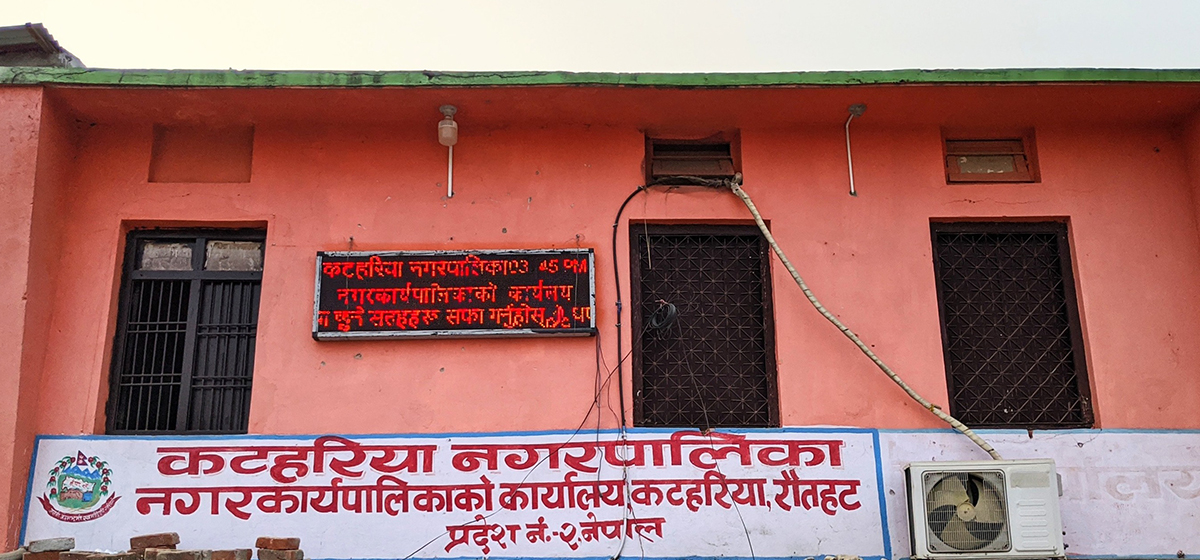 कटहरिया नगरपालिका03 45 PM
नगरकार्यपालिकाको कार्यलय
छुने सतहहरु सफा गर्नुहोस्
कटहरिया नगरपालिका
नगरकार्यपालिकाको कार्यालय कटहरिया, रौतहट
प्रदेश नं.-२, नेपाल